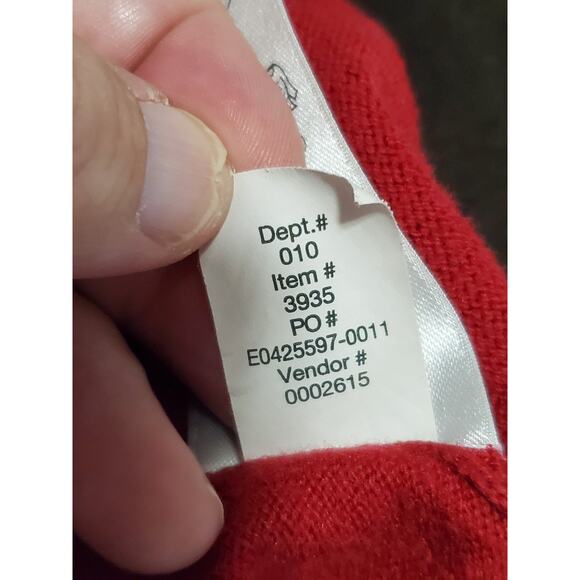 Dept.#
010
Item #
3935
PO #
E0425597-0011
Vendor #
0002615